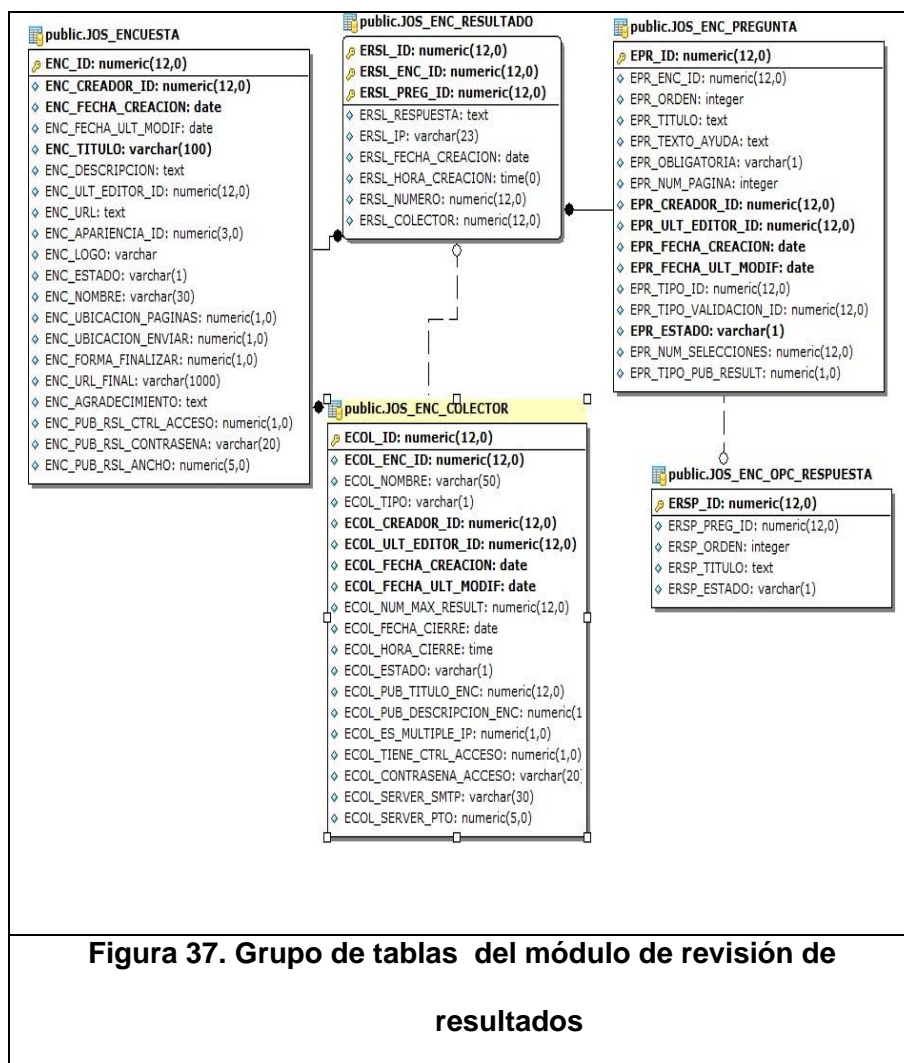 public.JOS_ENCUESTA
ENC_ID: numeric(12,0)
ENC_CREADOR_ID: numeric(12,0)
ENC_FECHA_CREACION: date
ENC_FECHA_ULT_MODIF: date
ENC_TITULO: varchar(100)
ENC_DESCRIPCION: text
ENC_ULT_EDITOR_ID: numeric(12,0)
ENC_URL: text
ENC_APARIENCIA_ID: numeric(3,0)
ENC_LOGO: varchar
ENC_ESTADO: varchar(1)
ENC_NOMBRE: varchar(30)
ENC_UBICACION_PAGINAS: numeric(1,0)
ENC_UBICACION_ENVIAR: numeric(1,0)
ENC_FORMA_FINALIZAR: numeric(1,0)
ENC_URL_FINAL: varchar(1000)
ENC_AGRADECIMIENTO: text
ENC_PUB_RSL_CTRL_ACCESO: numeric(1,0)
ENC_PUB_RSL_CONTRASENA: varchar(20)
ENC_PUB_RSL_ANCHO: numeric(5,0)
public.JOS_ENC_RESULTADO
ERSL_ID: numeric(12,0)
ERSL_ENC_ID: numeric(12,0)
ERSL_PREG_ID: numeric(12,0)
ERSL_RESPUESTA: text
ERSL_IP: varchar(23)
ERSL_FECHA_CREACION: date
ERSL_HORA_CREACION: time(0)
ERSL_NUMERO: numeric(12,0)
ERSL_COLECTOR: numeric(12,0)
public.JOS_ENC_PREGUNTA
EPR_ID: numeric(12,0)
EPR_ENC_ID: numeric(12,0)
EPR_ORDEN: integer
EPR_TITULO: text
EPR_TEXTO_AYUDA: text
EPR_OBLIGATORIA: varchar(1)
EPR_NUM_PAGINA: integer
EPR_CREADOR_ID: numeric(12,0)
EPR_ULT_EDITOR_ID: numeric(12,0)
EPR_FECHA_CREACION: date
EPR_FECHA_ULT_MODIF: date
EPR_TIPO_ID: numeric(12,0)
EPR_TIPO_VALIDACION_ID: numeric(12,0)
EPR_ESTADO: varchar(1)
EPR_NUM_SELECCIONES: numeric(12,0)
EPR_TIPO_PUB_RESULT: numeric(1,0)
public.JOS_ENC_COLECTOR
ECOL_ID: numeric(12,0)
ECOL_ENC_ID: numeric(12,0)
ECOL_NOMBRE: varchar(50)
ECOL_TIPO: varchar(1)
ECOL_CREADOR_ID: numeric(12,0)
ECOL_ULT_EDITOR_ID: numeric(12,0)
ECOL_FECHA_CREACION: date
ECOL_FECHA_ULT_MODIF: date
ECOL_NUM_MAX_RESULT: numeric(12,0)
ECOL_FECHA_CIERRE: date
ECOL_HORA_CIERRE: time
ECOL_ESTADO: varchar(1)
ECOL_PUB_TITULO_ENC: numeric(12,0)
ECOL_PUB_DESCRIPCION_ENC: numeric(1
ECOL_ES_MULTIPLE_IP: numeric(1,0)
ECOL_TIENE_CTRL_ACCESO: numeric(1,0)
ECOL_CONTRASENA_ACCESO: varchar(20)
ECOL_SERVER_SMTP: varchar(30)
ECOL_SERVER_PTO: numeric(5,0)
public.JOS_ENC_OPC_RESPUESTA
ERSP_ID: numeric(12,0)
ERSP_PREG_ID: numeric(12,0)
ERSP_ORDEN: integer
ERSP_TITULO: text
ERSP_ESTADO: varchar(1)
Figura 37. Grupo de tablas del módulo de revisión de
resultados